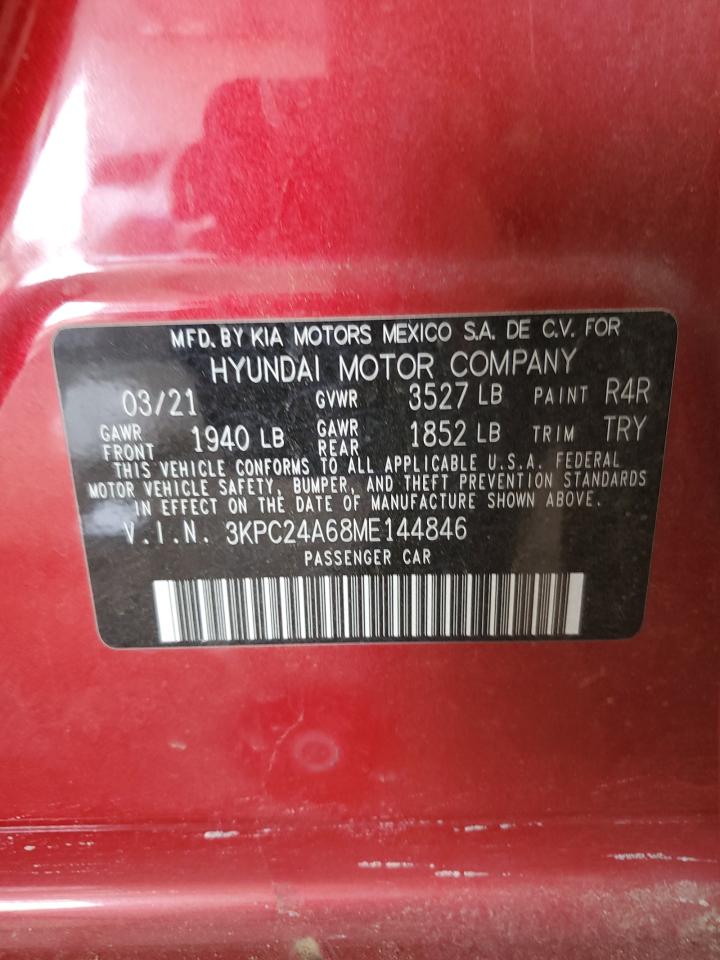 MFD. BY KIA MOTORS MEXICO S.A. DE C.V. FOR
HYUNDAI MOTOR COMPANY
03/21 GVWR 3527 LB PAINT R4R
GAWR FRONT 1940 LB GAWR REAR 1852 LB TRIM TRY
THIS VEHICLE CONFORMS TO ALL APPLICABLE U.S.A. FEDERAL
MOTOR VEHICLE SAFETY, BUMPER, AND THEFT PREVENTION STANDARDS
IN EFFECT ON THE DATE OF MANUFACTURE SHOWN ABOVE.
V.I.N. 3KPC24A68ME144846
PASSENGER CAR